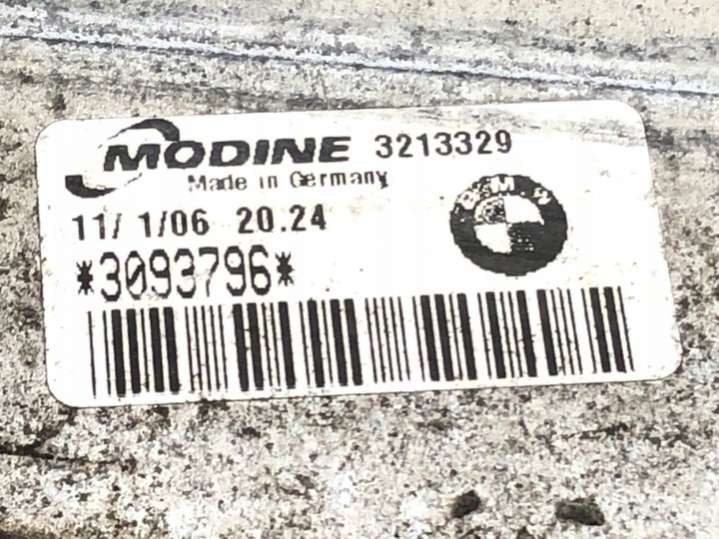 MODINE 3213329
Made in Germany
BMW
11/ 1/06 20.24
*3093796*